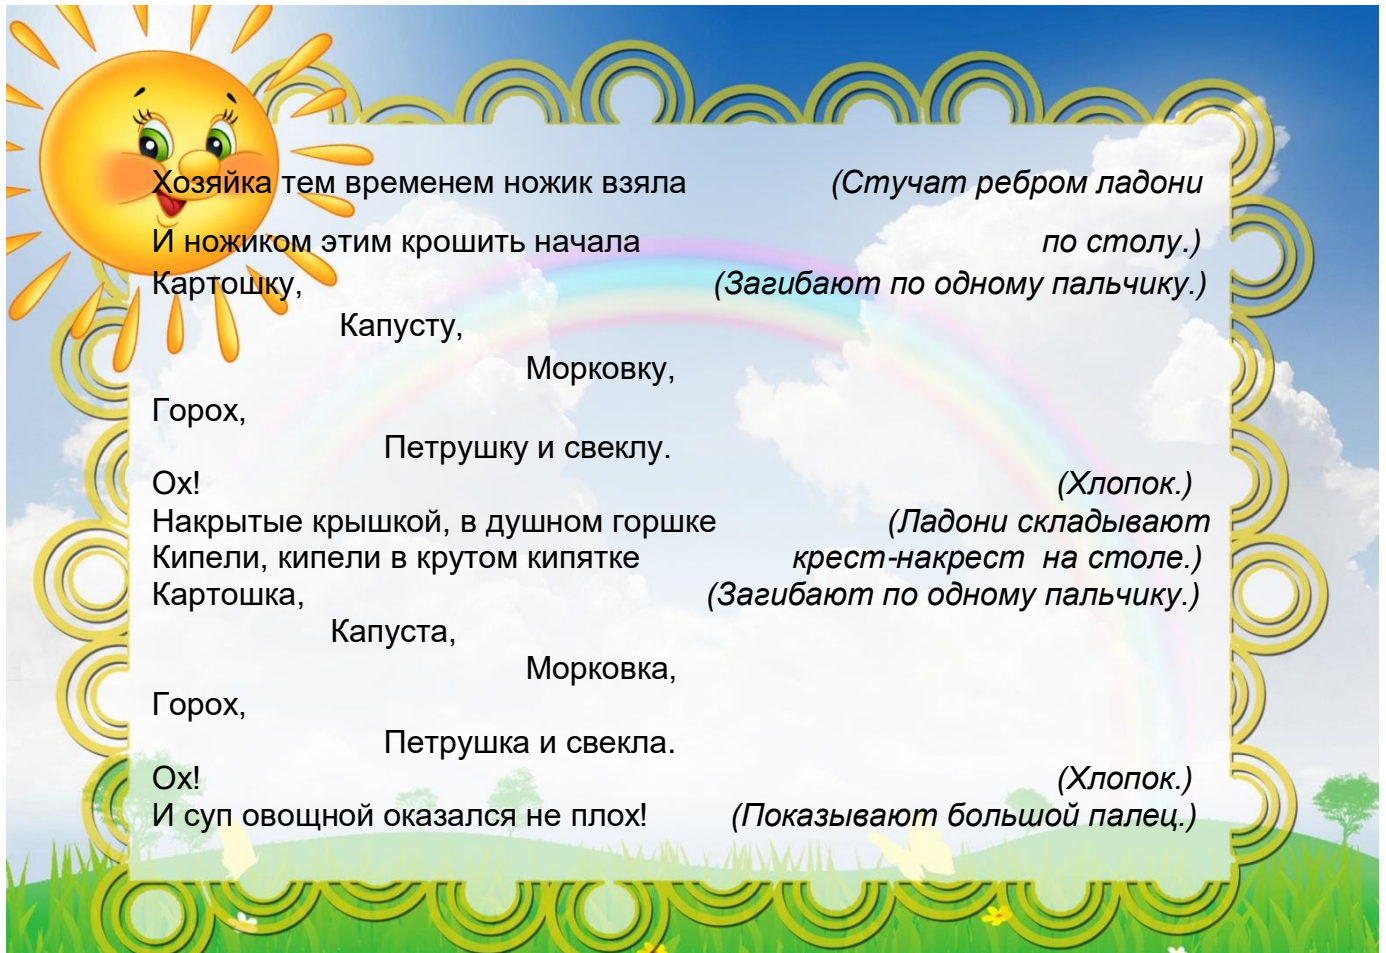 Хозяйка тем временем ножик взяла (Стучат ребром ладони
И ножиком этим крошить начала по столу.)
Картошку, (Загибают по одному пальчику.)
Капусту,
Морковку,
Горох,
Петрушку и свеклу.
Ох! (Хлопок.)
Накрытые крышкой, в душном горшке (Ладони складывают
Кипели, кипели в крутом кипятке крест-накрест на столе.)
Картошка, (Загибают по одному пальчику.)
Капуста,
Морковка,
Горох,
Петрушка и свекла.
Ох! (Хлопок.)
И суп овощной оказался не плох! (Показывают большой палец.)